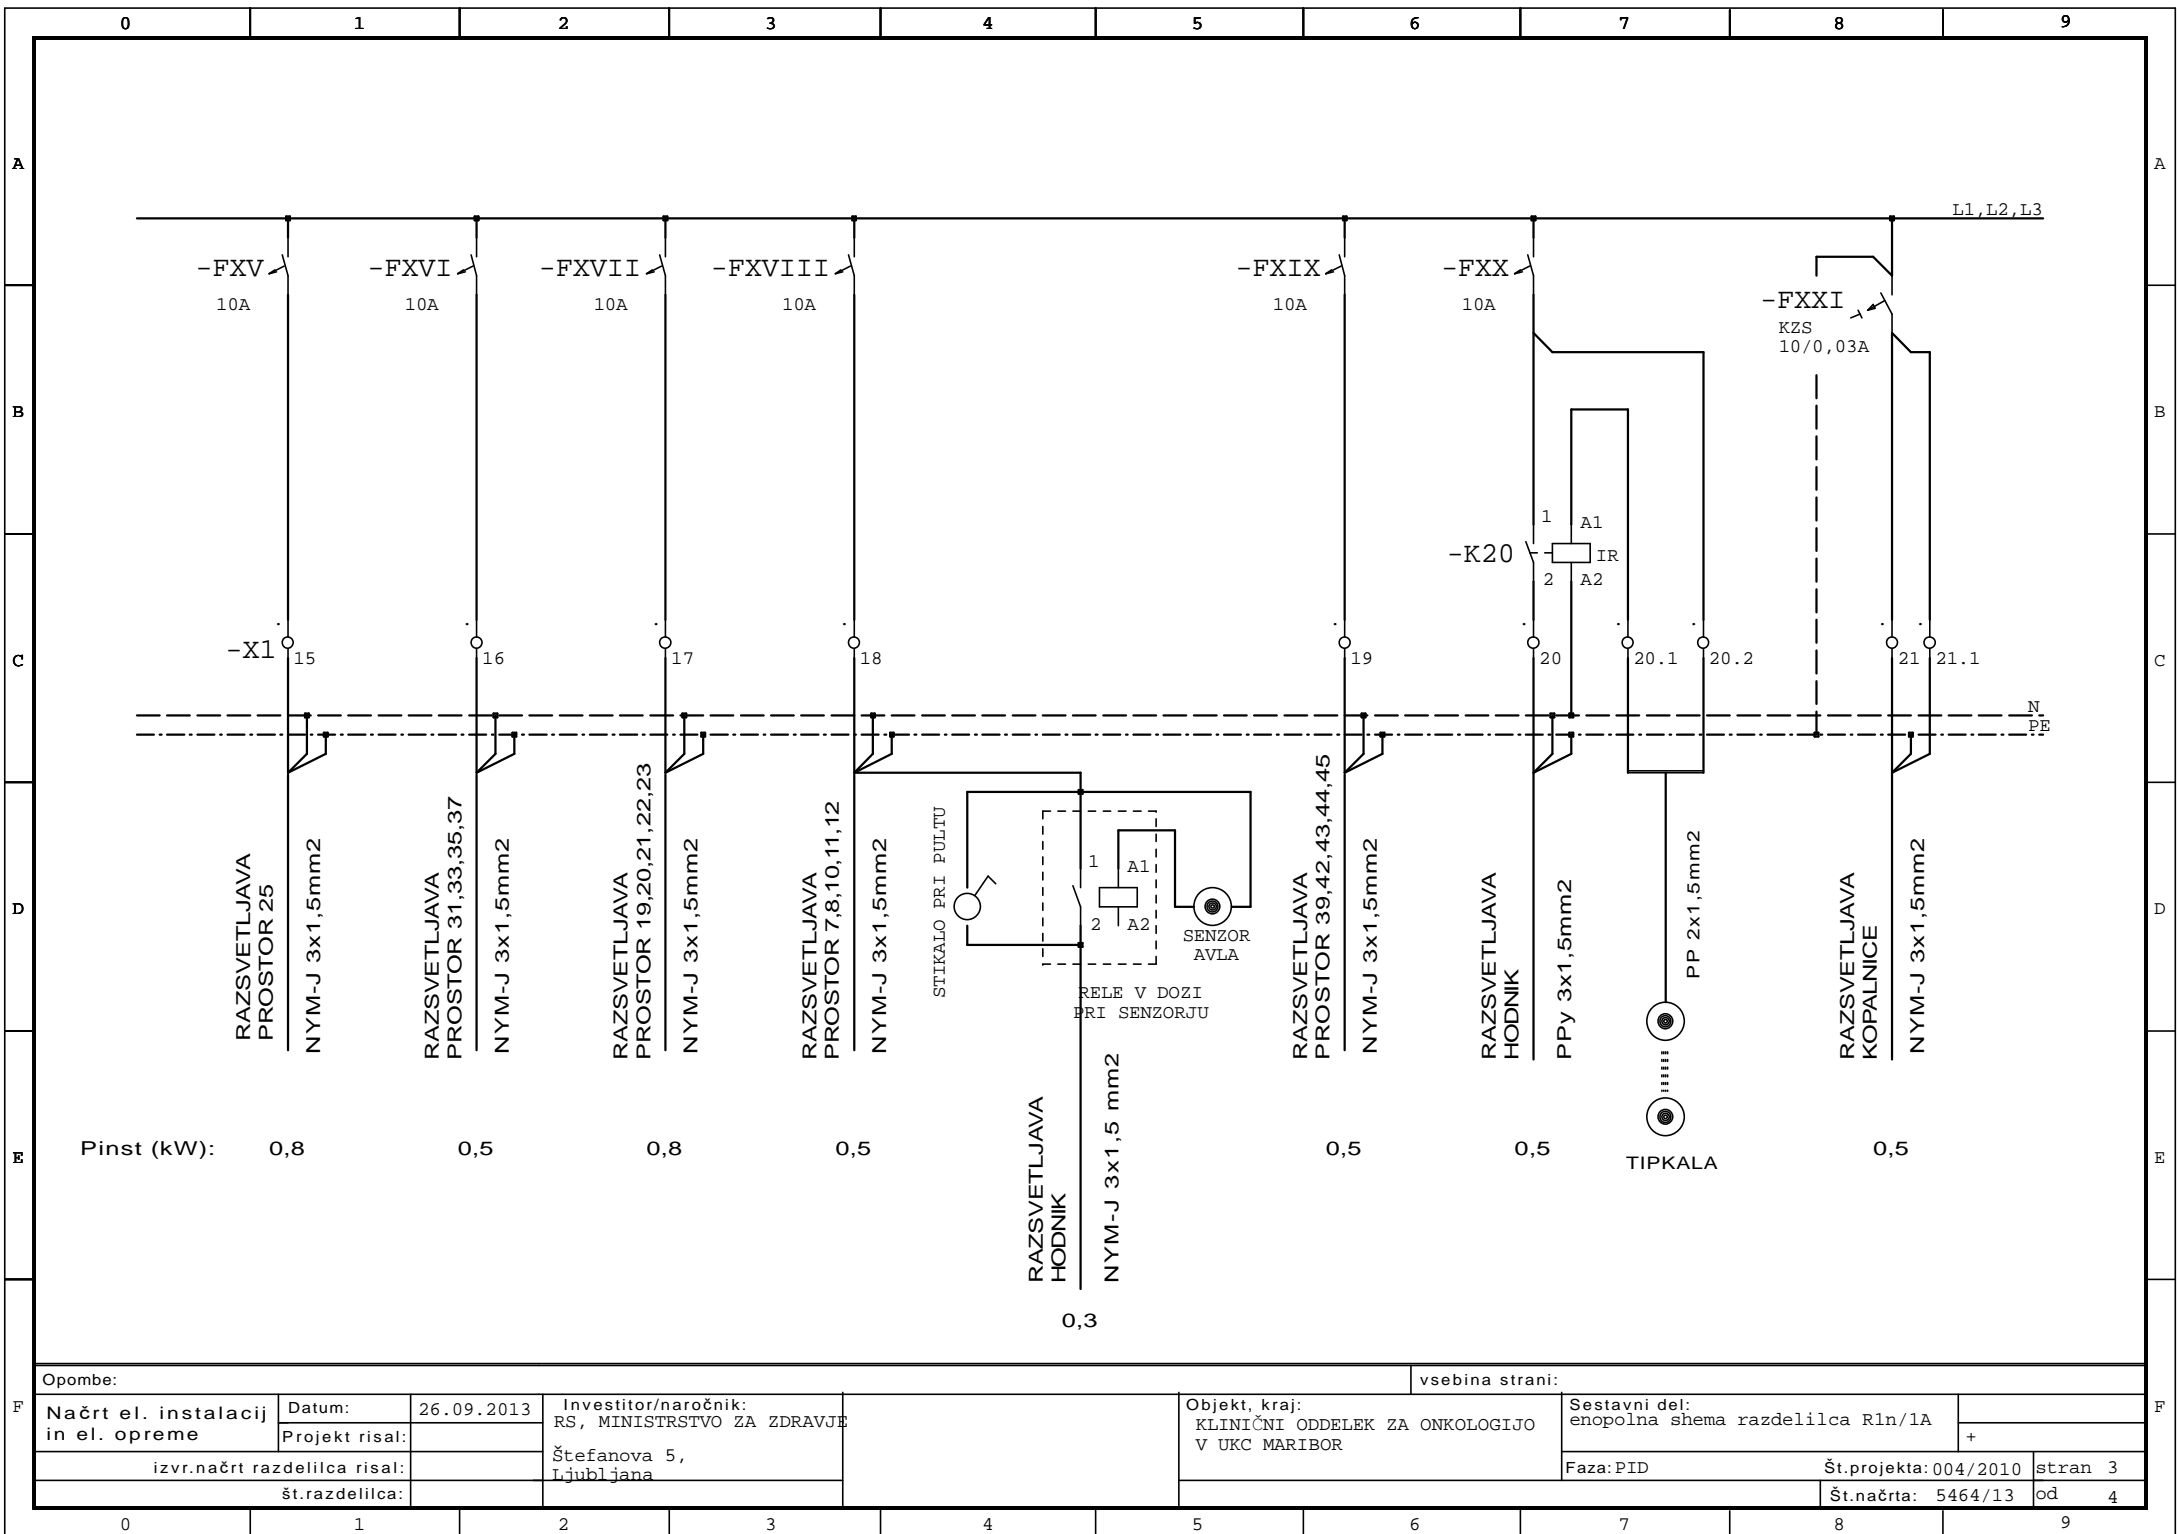 0 1 2 3 4 5 6 7 8 9
A A
L1,L2,L3
-FXV -FXVI -FXVII -FXVIII -FXIX -FXX
10A 10A 10A 10A 10A 10A
-FXXI
KZS
10/0,03A
B B
1 A1
-K20 IR
2 A2
-X1 15 16 17 18 19 20 20.1 20.2 21 21.1
C C
N
PE
RAZSVETLJAVA
PROSTOR 25
NYM-J 3x1,5mm2
RAZSVETLJAVA
PROSTOR 31,33,35,37
NYM-J 3x1,5mm2
RAZSVETLJAVA
PROSTOR 19,20,21,22,23
NYM-J 3x1,5mm2
RAZSVETLJAVA
PROSTOR 7,8,10,11,12
NYM-J 3x1,5mm2
STIKALO PRI PULTU
1 A1
2 A2
SENZOR
AVLA
RELE V DOZI
PRI SENZORJU
RAZSVETLJAVA
HODNIK
NYM-J 3x1,5 mm2
RAZSVETLJAVA
PROSTOR 39,42,43,44,45
NYM-J 3x1,5mm2
RAZSVETLJAVA
HODNIK
PPy 3x1,5mm2
PP 2x1,5mm2
RAZSVETLJAVA
KOPALNICE
NYM-J 3x1,5mm2
D D
E E
Pinst (kW): 0,8 0,5 0,8 0,5 0,5 0,5 0,5
TIPKALA
0,3
Opombe:
vsebina strani:
F F
Načrt el. instalacij
in el. opreme
Datum: 26.09.2013
Projekt risal:
izvr.načrt razdelilca risal:
št.razdelilca:
Investitor/naročnik:
RS, MINISTRSTVO ZA ZDRAVJE
Štefanova 5,
Ljubljana
Objekt, kraj:
KLINIČNI ODDELEK ZA ONKOLOGIJO
V UKC MARIBOR
Sestavni del:
enopolna shema razdelilca R1n/1A
+
Faza: PID
Št.projekta: 004/2010
stran 3
Št.načrta: 5464/13
od 4
0 1 2 3 4 5 6 7 8 9